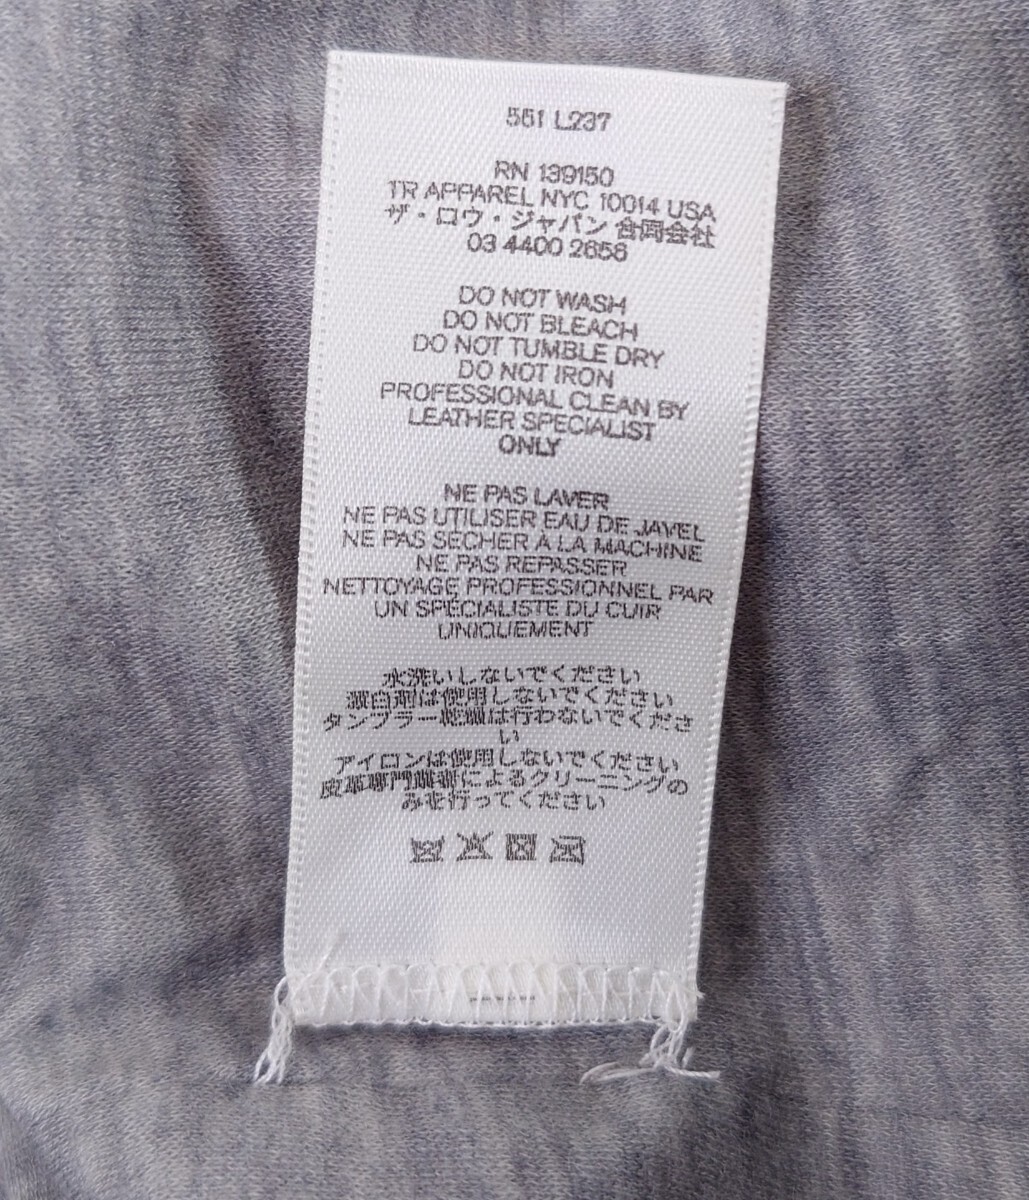 551 L237
RN 139150
TR APPAREL NYC 10014 USA
ザ・ロウ・ジャパン 合同会社
03 4400 2656
DO NOT WASH
DO NOT BLEACH
DO NOT TUMBLE DRY
DO NOT IRON
PROFESSIONAL CLEAN BY
LEATHER SPECIALIST
ONLY
NE PAS LAVER
NE PAS UTILISER EAU DE JAVEL
NE PAS SÉCHER À LA MACHINE
NE PAS REPASSER
NETTOYAGE PROFESSIONNEL PAR
UN SPÉCIALISTE DU CUIR
UNIQUEMENT
水洗いしないでください
漂白剤は使用しないでください
タンブラー乾燥は行わないでくださ
い
アイロンは使用しないでください
皮革専門業者によるクリーニングの
みを行ってください